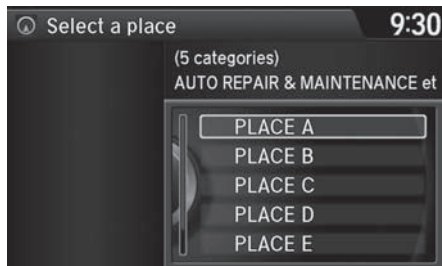 Select a place
9:30
(5 categories)
AUTO REPAIR & MAINTENANCE et
PLACE A
PLACE B
PLACE C
PLACE D
PLACE E